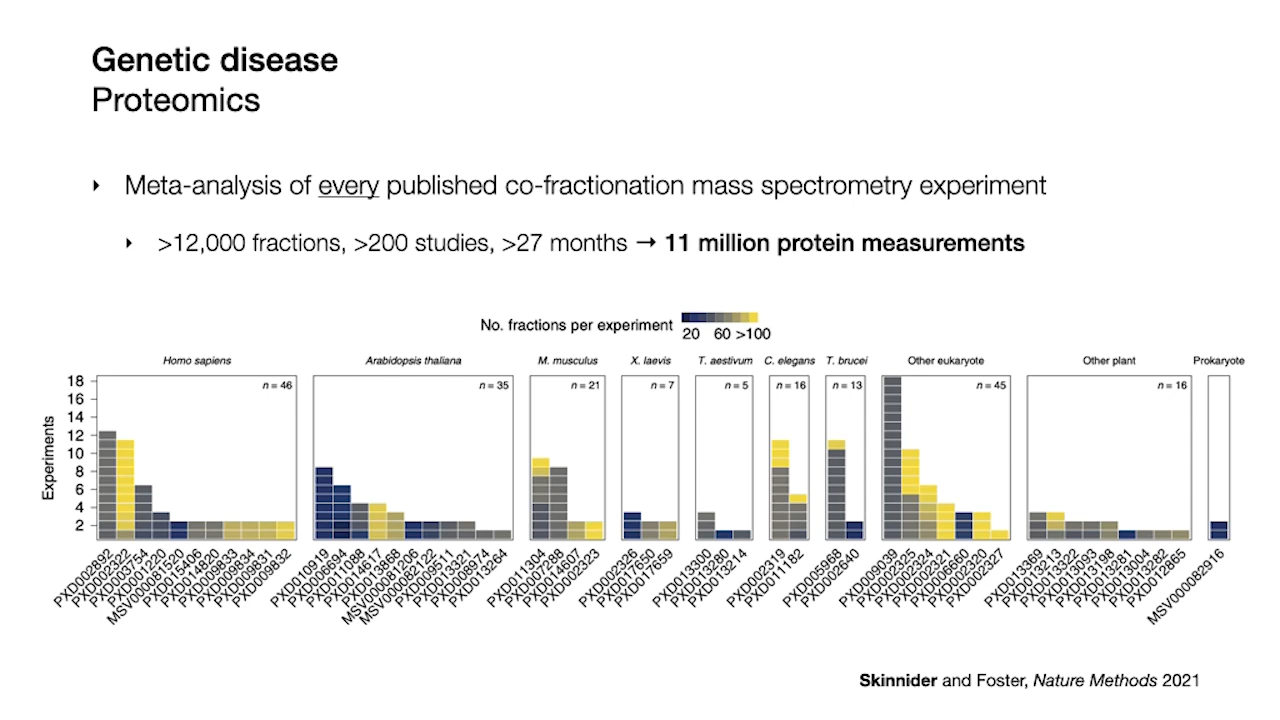 Genetic disease
Proteomics
‣ Meta-analysis of every published co-fractionation mass spectrometry experiment
‣ >12,000 fractions, >200 studies, >27 months → 11 million protein measurements
No. fractions per experiment
20 60 >100
Homo sapiens Arabidopsis thaliana M. musculus X. laevis T. aestivum C. elegans T. brucei Other eukaryote Other plant Prokaryote
n = 46 n = 35 n = 21 n = 7 n = 5 n = 16 n = 13 n = 45 n = 16
Experiments
18
16
14
12
10
8
6
4
2
PXD002892 PXD002322 PXD003754 PXD001220 MSV000081520 PXD015406 PXD014820 PXD009833 PXD009834 PXD009831 PXD009832
PXD010919 PXD006694 PXD011088 PXD014617 PXD013868 MSV000081206 MSV000082122 PXD009511 PXD013321 PXD008974 PXD013264
PXD011304 PXD007288 PXD014607 PXD002323
PXD002326 PXD017650 PXD017659
PXD013300 PXD013280 PXD013214
PXD002319 PXD011182
PXD005968 PXD002640
PXD009039 PXD002325 PXD002324 PXD002321 PXD006660 PXD002320 PXD002327
PXD013369 PXD013213 PXD013322 PXD013093 PXD013198 PXD013281 PXD013004 PXD013282 PXD012865
MSV000082916
Skinnider and Foster, Nature Methods 2021